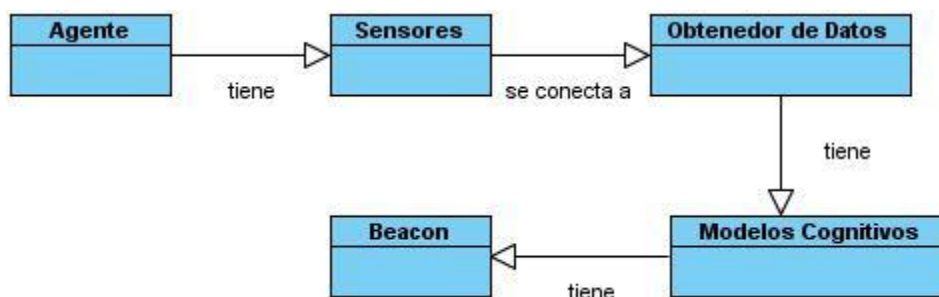 Agente
Sensores
Obtenedor de Datos
tiene
se conecta a
tiene
Beacon
Modelos Cognitivos
tiene